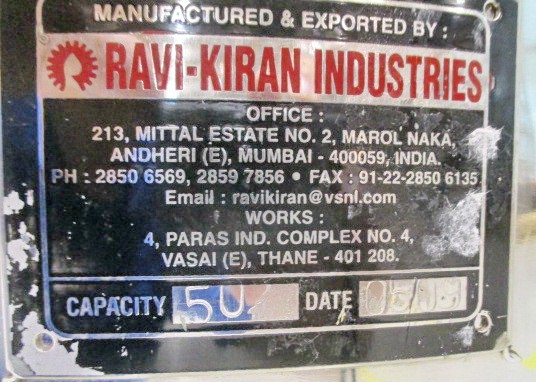 MANUFACTURED & EXPORTED BY :
RAVI-KIRAN INDUSTRIES
OFFICE :
213, MITTAL ESTATE NO. 2, MAROL NAKA,
ANDHERI (E), MUMBAI - 400059, INDIA.
PH : 2850 6569, 2859 7856 • FAX : 91-22-2850 6135
Email : ravikiran@vsnl.com
WORKS :
4, PARAS IND. COMPLEX NO. 4,
VASAI (E), THANE - 401 208.
CAPACITY DATE